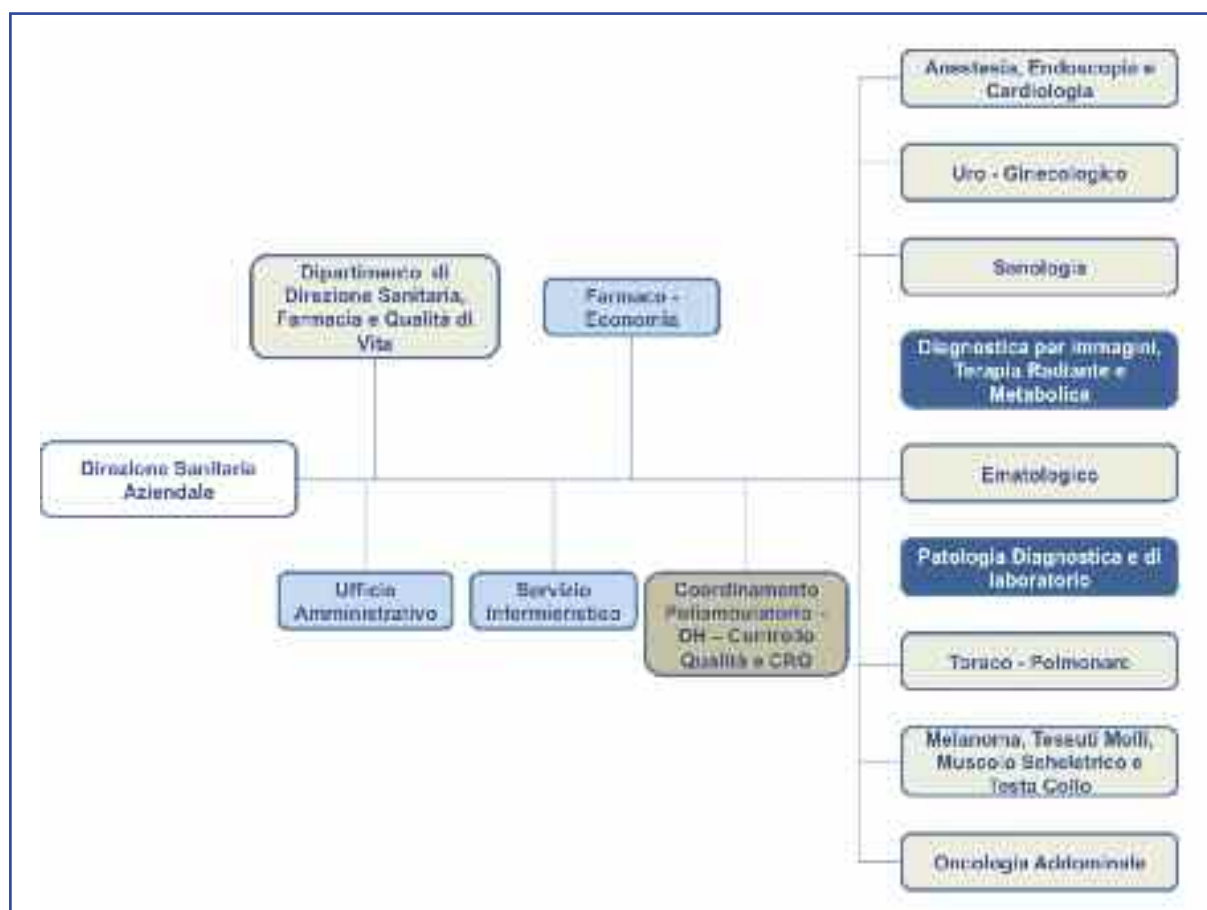 Anestesia, Endoscopie e
Cardiologia
Uro - Ginecologico
Senologia
Dipartimento di
Direzione Sanitaria,
Farmacia e Qualità di
Vita
Farmaco -
Economia
Diagnostica per immagini,
Terapia Radiante e
Metabolica
Direzione Sanitaria
Aziendale
Ematologico
Patologia Diagnostica e di
laboratorio
Ufficio
Amministrativo
Servizio
Infermieristico
Coordinamento
Poliambulatorio -
DH – Controllo
Qualità e CRO
Toraco - Polmonare
Melanoma, Tessuti Molli,
Muscolo Scheletrico e
Testa Collo
Oncologia Addominale